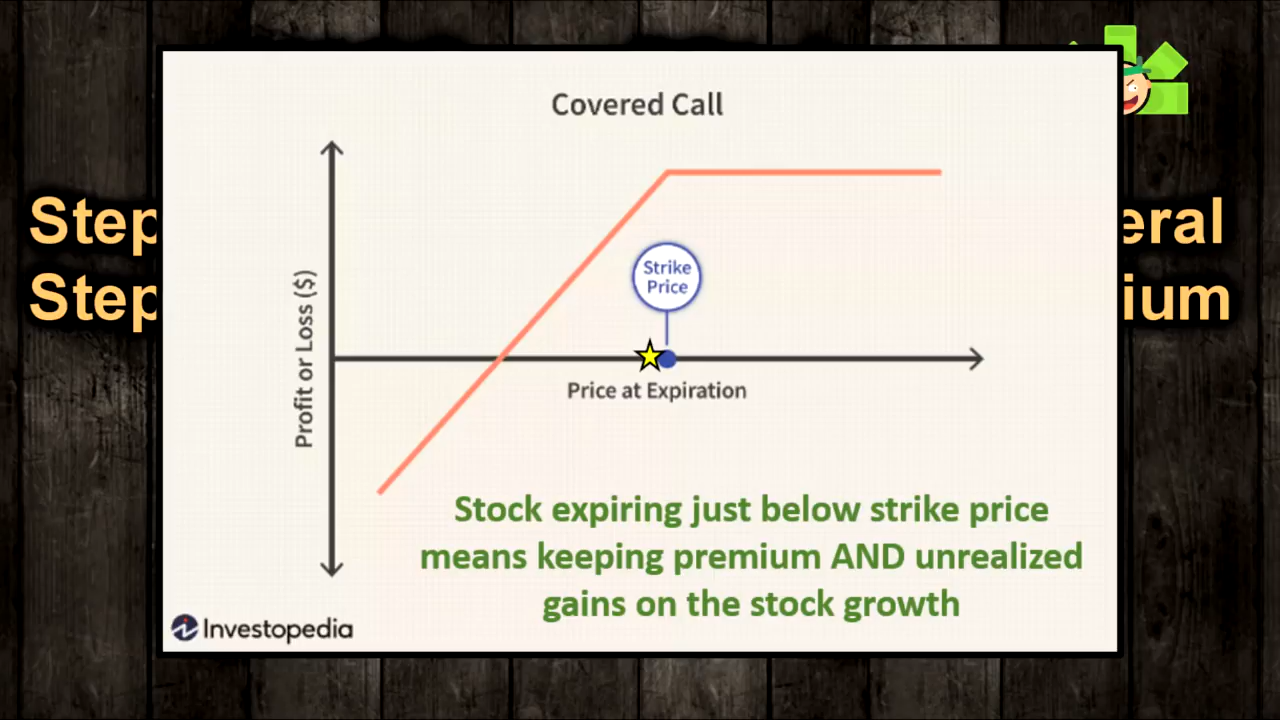 Covered Call
Step
eral
Step
ium
Profit or Loss ($)
Strike
Price
Price at Expiration
Stock expiring just below strike price
means keeping premium AND unrealized
gains on the stock growth
Investopedia